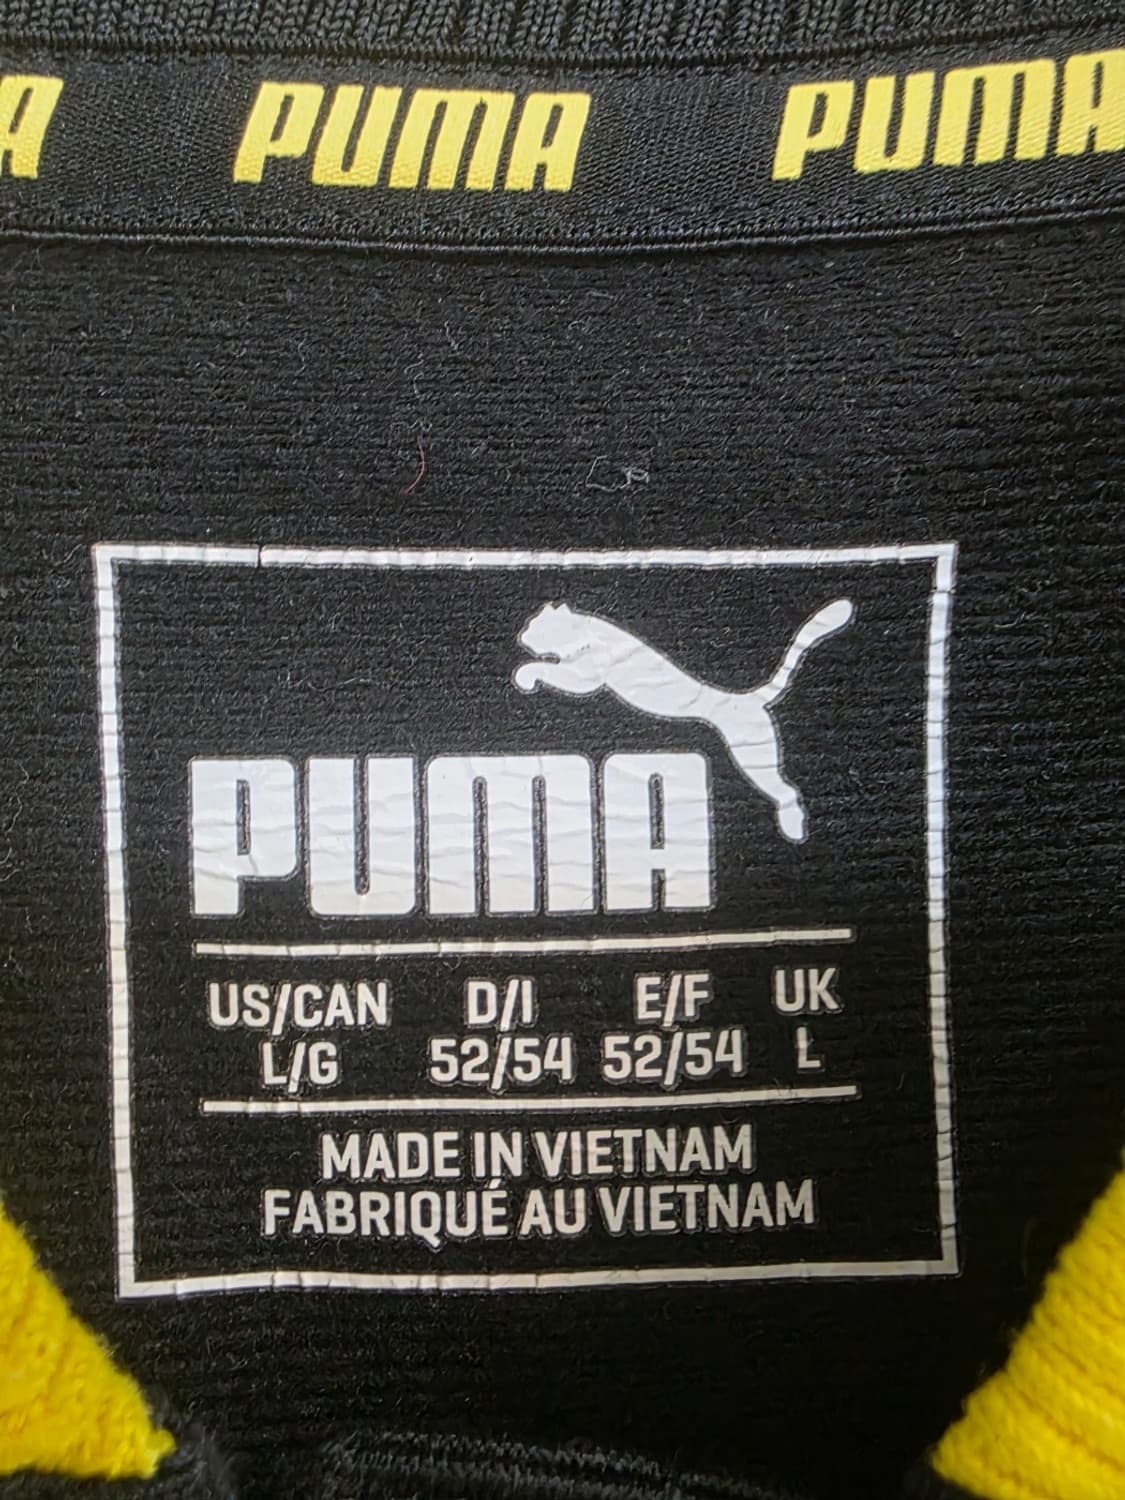 PUMA PUMA
PUMA
US/CAN D/I E/F UK
L/G 52/54 52/54 L
MADE IN VIETNAM
FABRIQUÉ AU VIETNAM